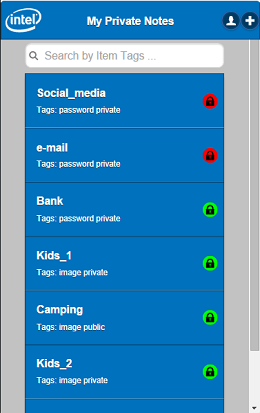 intel
My Private Notes
Search by Item Tags ...
Social_media
Tags: password private
e-mail
Tags: password private
Bank
Tags: password private
Kids_1
Tags: image private
Camping
Tags: image public
Kids_2
Tags: image private